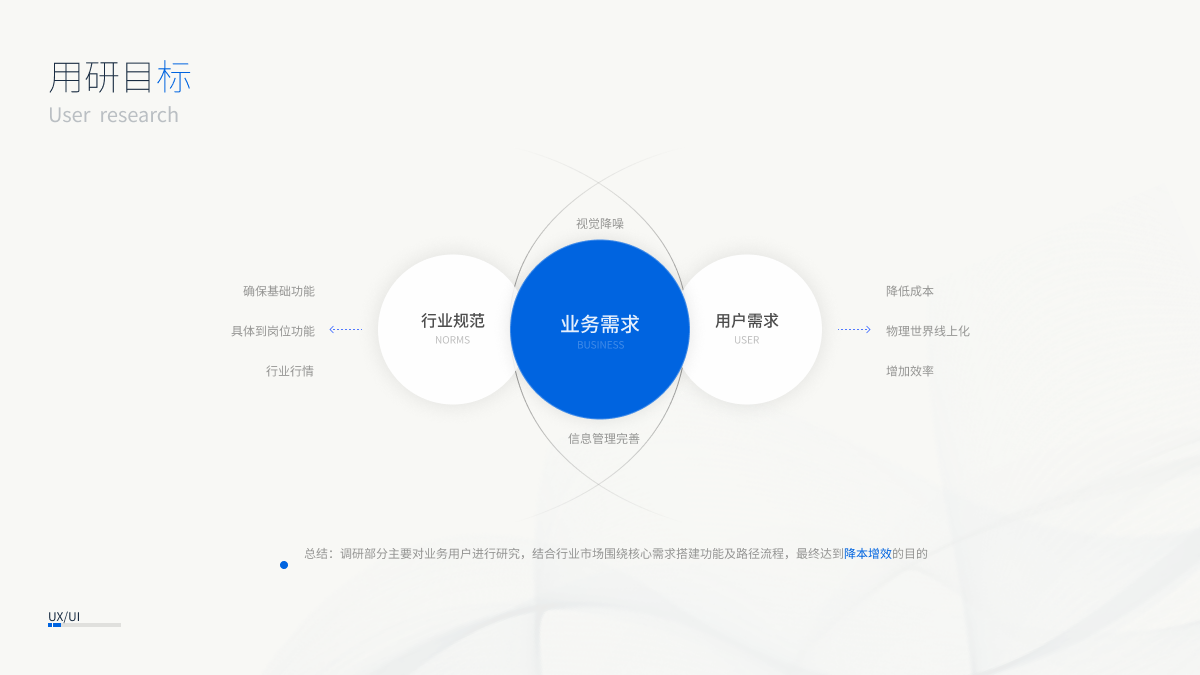 用研目标
User research
视觉降噪
确保基础功能
具体到岗位功能
行业行情
行业规范
NORMS
业务需求
BUSINESS
用户需求
USER
降低成本
物理世界线上化
增加效率
信息管理完善
总结：调研部分主要对业务用户进行研究，结合行业市场围绕核心需求搭建功能及路径流程，最终达到降本增效的目的
UX/UI